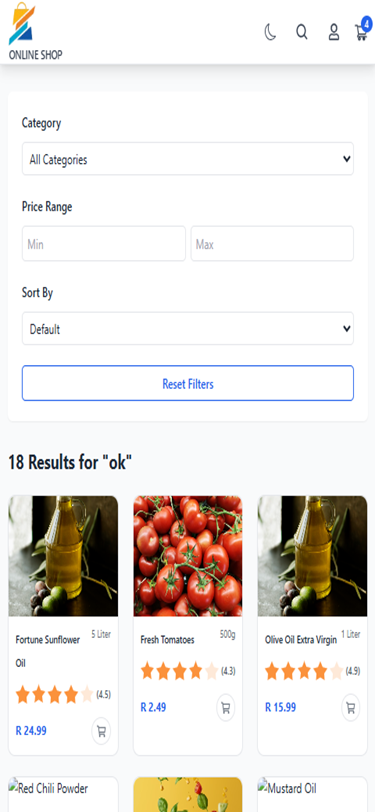 4
ONLINE SHOP
Category
All Categories
Price Range
Min
Max
Sort By
Default
Reset Filters
18 Results for "ok"
Fortune Sunflower
Oil
5 Liter
(4.5)
R 24.99
Fresh Tomatoes
500g
(4.3)
R 2.49
Olive Oil Extra Virgin
1 Liter
(4.9)
R 15.99
Red Chili Powder
Mustard Oil